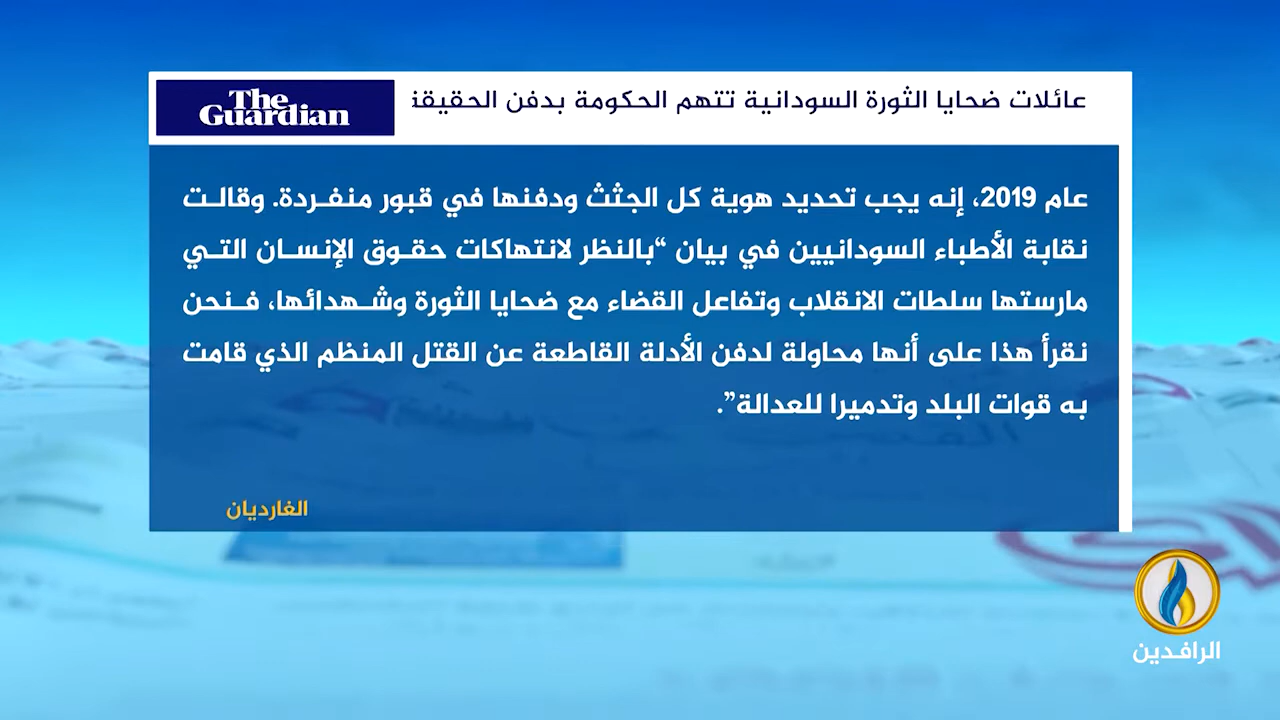 The Guardian
عائلات ضحايا الثورة السودانية تتهم الحكومة بدفن الحقيقة
عام 2019، إنه يجب تحديد هوية كل الجثث ودفنها في قبور منفردة. وقالت
نقابة الأطباء السودانيين في بيان “بالنظر لانتهاكات حقوق الإنسان التي
مارستها سلطات الانقلاب وتفاعل القضاء مع ضحايا الثورة وشهدائها، فنحن
نقرأ هذا على أنها محاولة لدفن الأدلة القاطعة عن القتل المنظم الذي قامت
به قوات البلد وتدميرا للعدالة”.
الغارديان
الرافدين